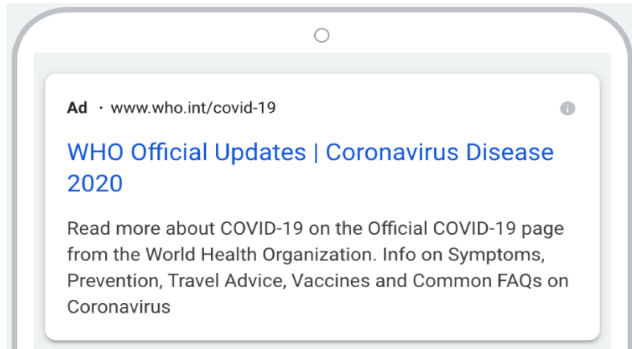 Ad · www.who.int/covid-19
WHO Official Updates | Coronavirus Disease
2020
Read more about COVID-19 on the Official COVID-19 page
from the World Health Organization. Info on Symptoms,
Prevention, Travel Advice, Vaccines and Common FAQs on
Coronavirus